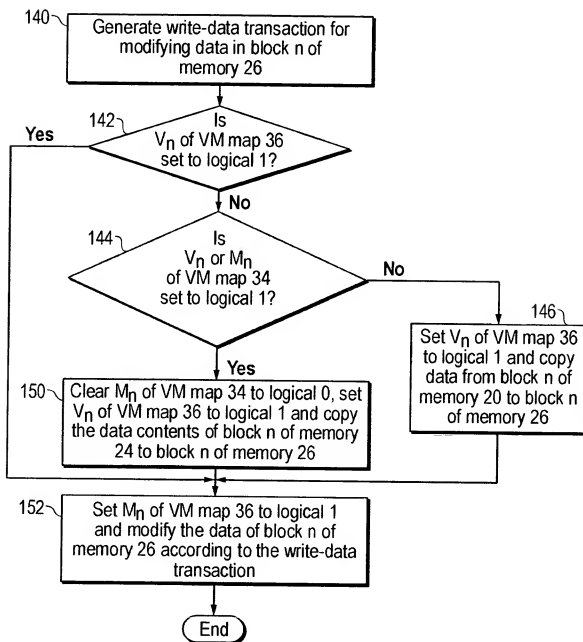 140
Generate write-data transaction for
modifying data in block n of
memory 26
142
Is
Vn of VM map 36
set to logical 1?
Yes
No
144
Is
Vn or Mn
of VM map 34
set to logical 1?
No
146
Set Vn of VM map 36
to logical 1 and copy
data from block n of
memory 20 to block n
of memory 26
Yes
150
Clear Mn of VM map 34 to logical 0, set
Vn of VM map 36 to logical 1 and copy
the data contents of block n of memory
24 to block n of memory 26
152
Set Mn of VM map 36 to logical 1
and modify the data of block n of
memory 26 according to the write-data
transaction
End